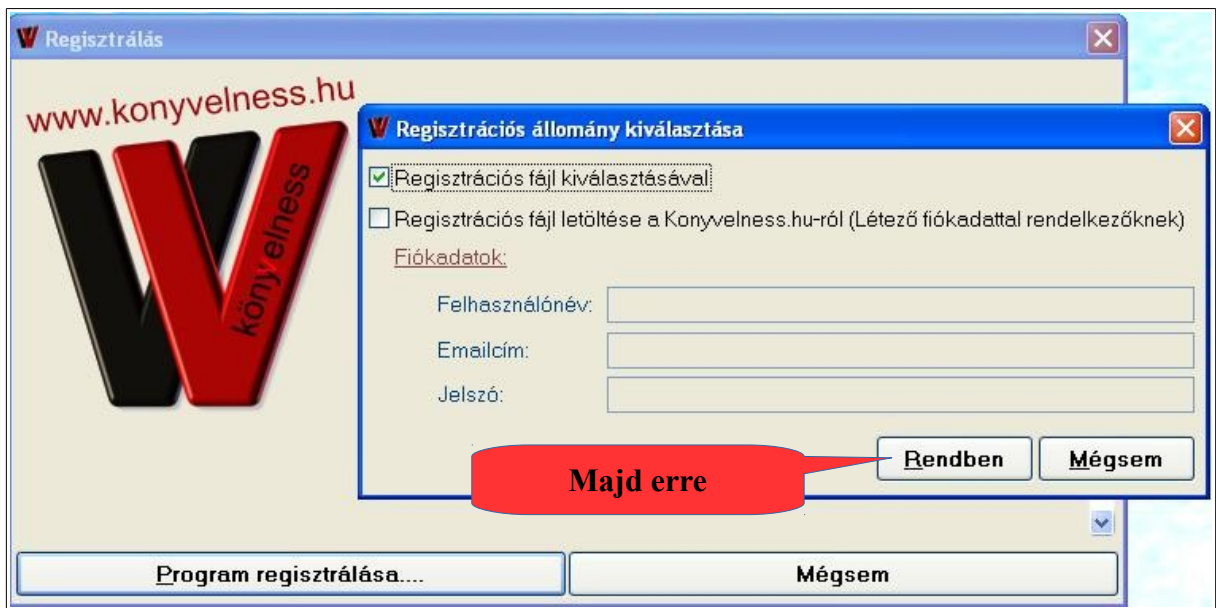 Regisztrálás
www.konyvelness.hu
könyvelness
Regisztrációs állomány kiválasztása
Regisztrációs fájl kiválasztásával
Regisztrációs fájl letöltése a Konyvelness.hu-ról (Létező fiókadattal rendelkezőknek)
Fiókadatok:
Felhasználónév:
Emailcím:
Jelszó:
Rendben
Mégsem
Majd erre
Program regisztrálása....
Mégsem